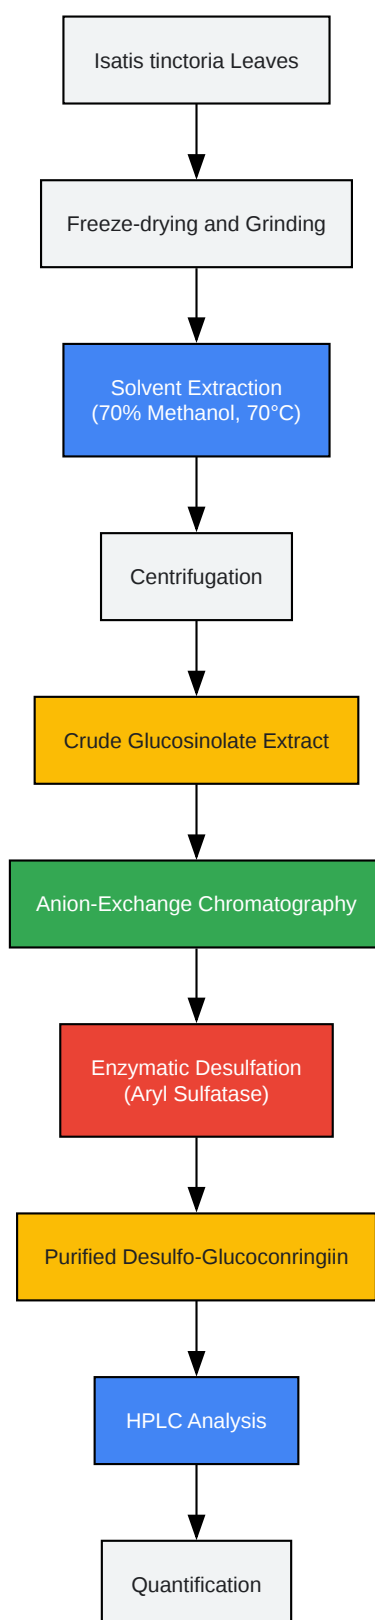 Isatis tinctoria Leaves
Freeze-drying and Grinding
Solvent Extraction
(70% Methanol, 70°C)
Centrifugation
Crude Glucosinolate Extract
Anion-Exchange Chromatography
Enzymatic Desulfation
(Aryl Sulfatase)
Purified Desulfo-Glucoconringiin
HPLC Analysis
Quantification